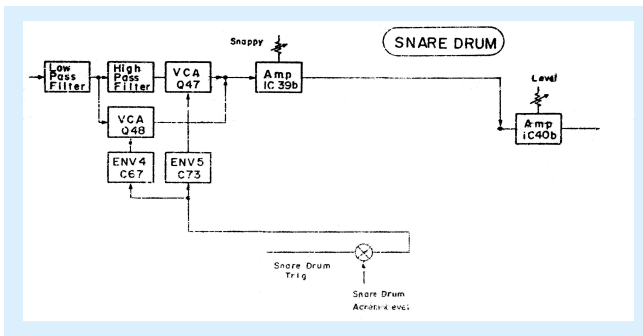 Snappy
SNARE DRUM
Low
Pass
Filter
High
Pass
Filter
VCA
Q47
Amp
IC 39b
Level
VCA
Q48
Amp
iC40b
ENV4
C67
ENV5
C73
Snare Drum
Trig
Snare Drum